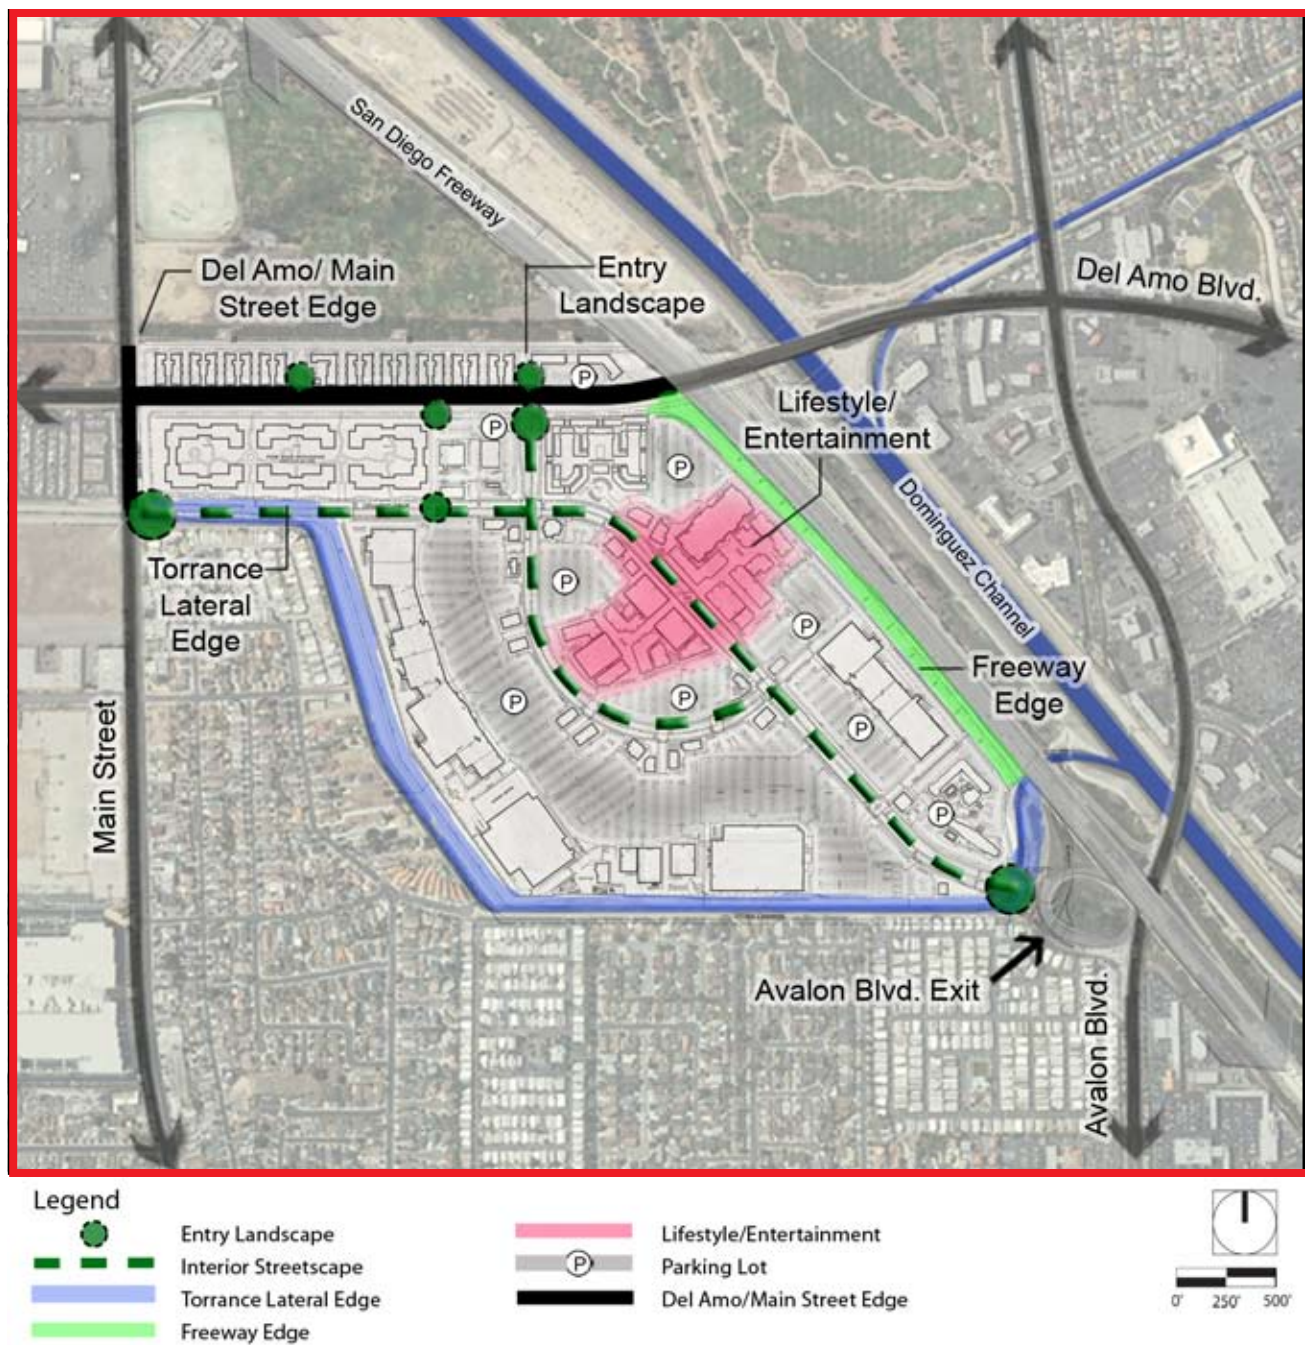 San Diego Freeway
Del Amo/ Main
Street Edge
Entry
Landscape
Del Amo Blvd.
P
Lifestyle/
Entertainment
P
P
Dominguez Channel
Torrance
Lateral
Edge
P
P
Freeway
Edge
P
P
P
Main Street
P
Avalon Blvd. Exit
Avalon Blvd.
Legend
Entry Landscape
Interior Streetscape
Torrance Lateral Edge
Freeway Edge
Lifestyle/Entertainment
P
Parking Lot
Del Amo/Main Street Edge
0' 250' 500'